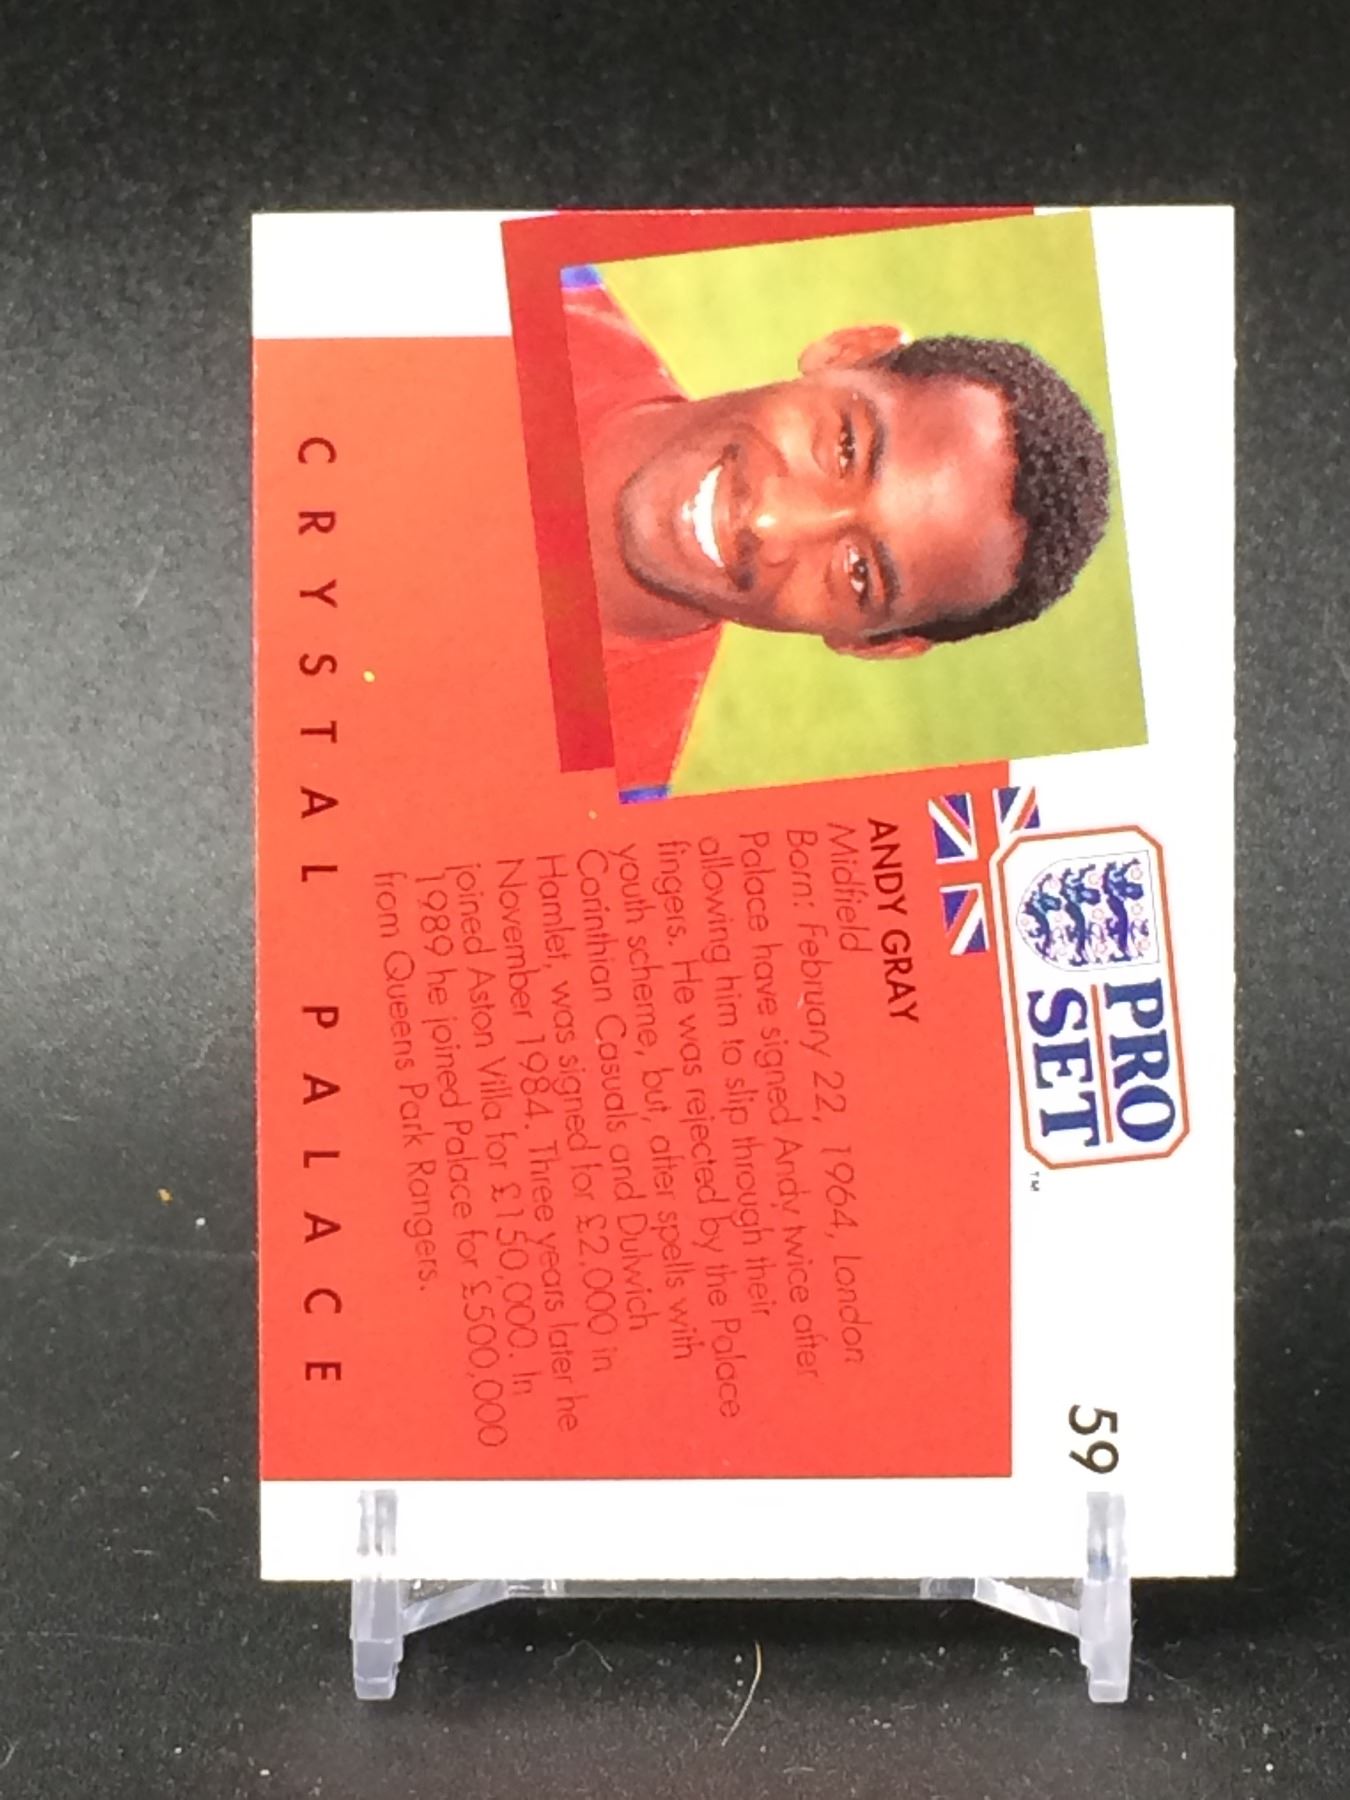 PRO
SET
™
59
ANDY GRAY
Midfield
Born: February 22, 1964, London
Palace have signed Andy twice after
allowing him to slip through their
fingers. He was rejected by the Palace
youth scheme, but, after spells with
Corinthian Casuals and Dulwich
Hamlet, was signed for £2,000 in
November 1984. Three years later he
joined Aston Villa for £150,000. In
1989 he joined Palace for £500,000
from Queens Park Rangers.
CRYSTAL PALACE